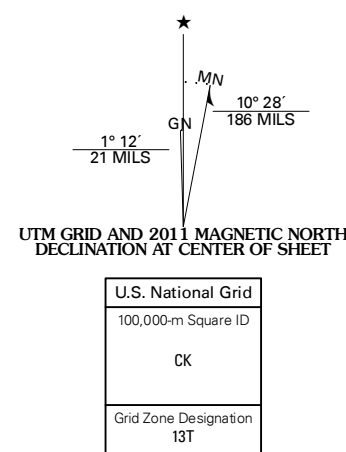 ★
MN
GN
10° 28´
186 MILS
1° 12´
21 MILS
UTM GRID AND 2011 MAGNETIC NORTH
DECLINATION AT CENTER OF SHEET
U.S. National Grid
100,000-m Square ID
CK
Grid Zone Designation
13T